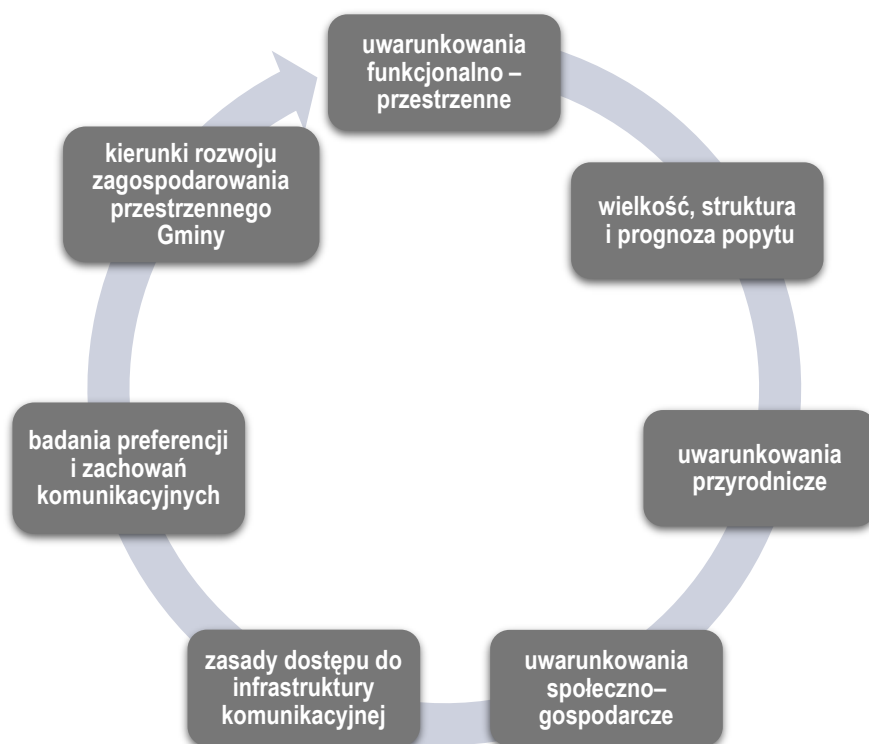 uwarunkowania
funkcjonalno –
przestrzenne
wielkość, struktura
i prognoza popytu
uwarunkowania
przyrodnicze
uwarunkowania
społeczno–
gospodarcze
zasady dostępu do
infrastruktury
komunikacyjnej
badania preferencji
i zachowań
komunikacyjnych
kierunki rozwoju
zagospodarowania
przestrzennego
Gminy